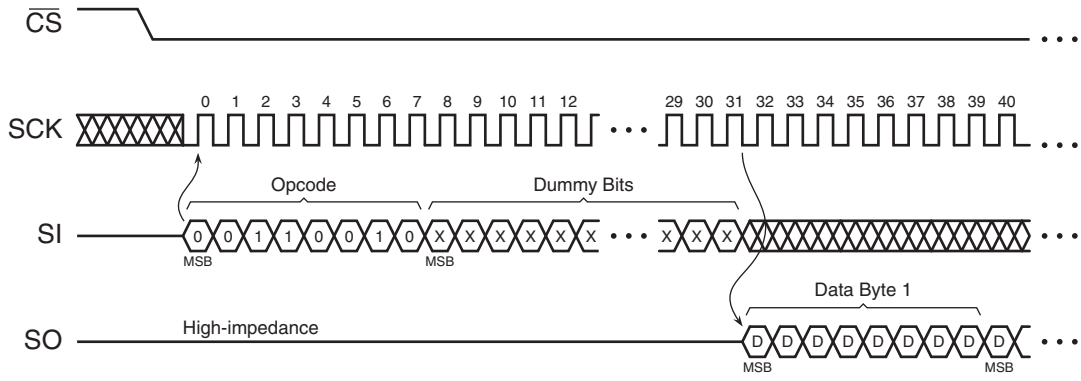 CS
0 1 2 3 4 5 6 7 8 9 10 11 12 29 30 31 32 33 34 35 36 37 38 39 40
SCK
Opcode Dummy Bits
SI 0 0 1 1 0 0 1 0 X X X X X X X X X
MSB MSB
Data Byte 1
High-impedance
SO D D D D D D D D D
MSB MSB